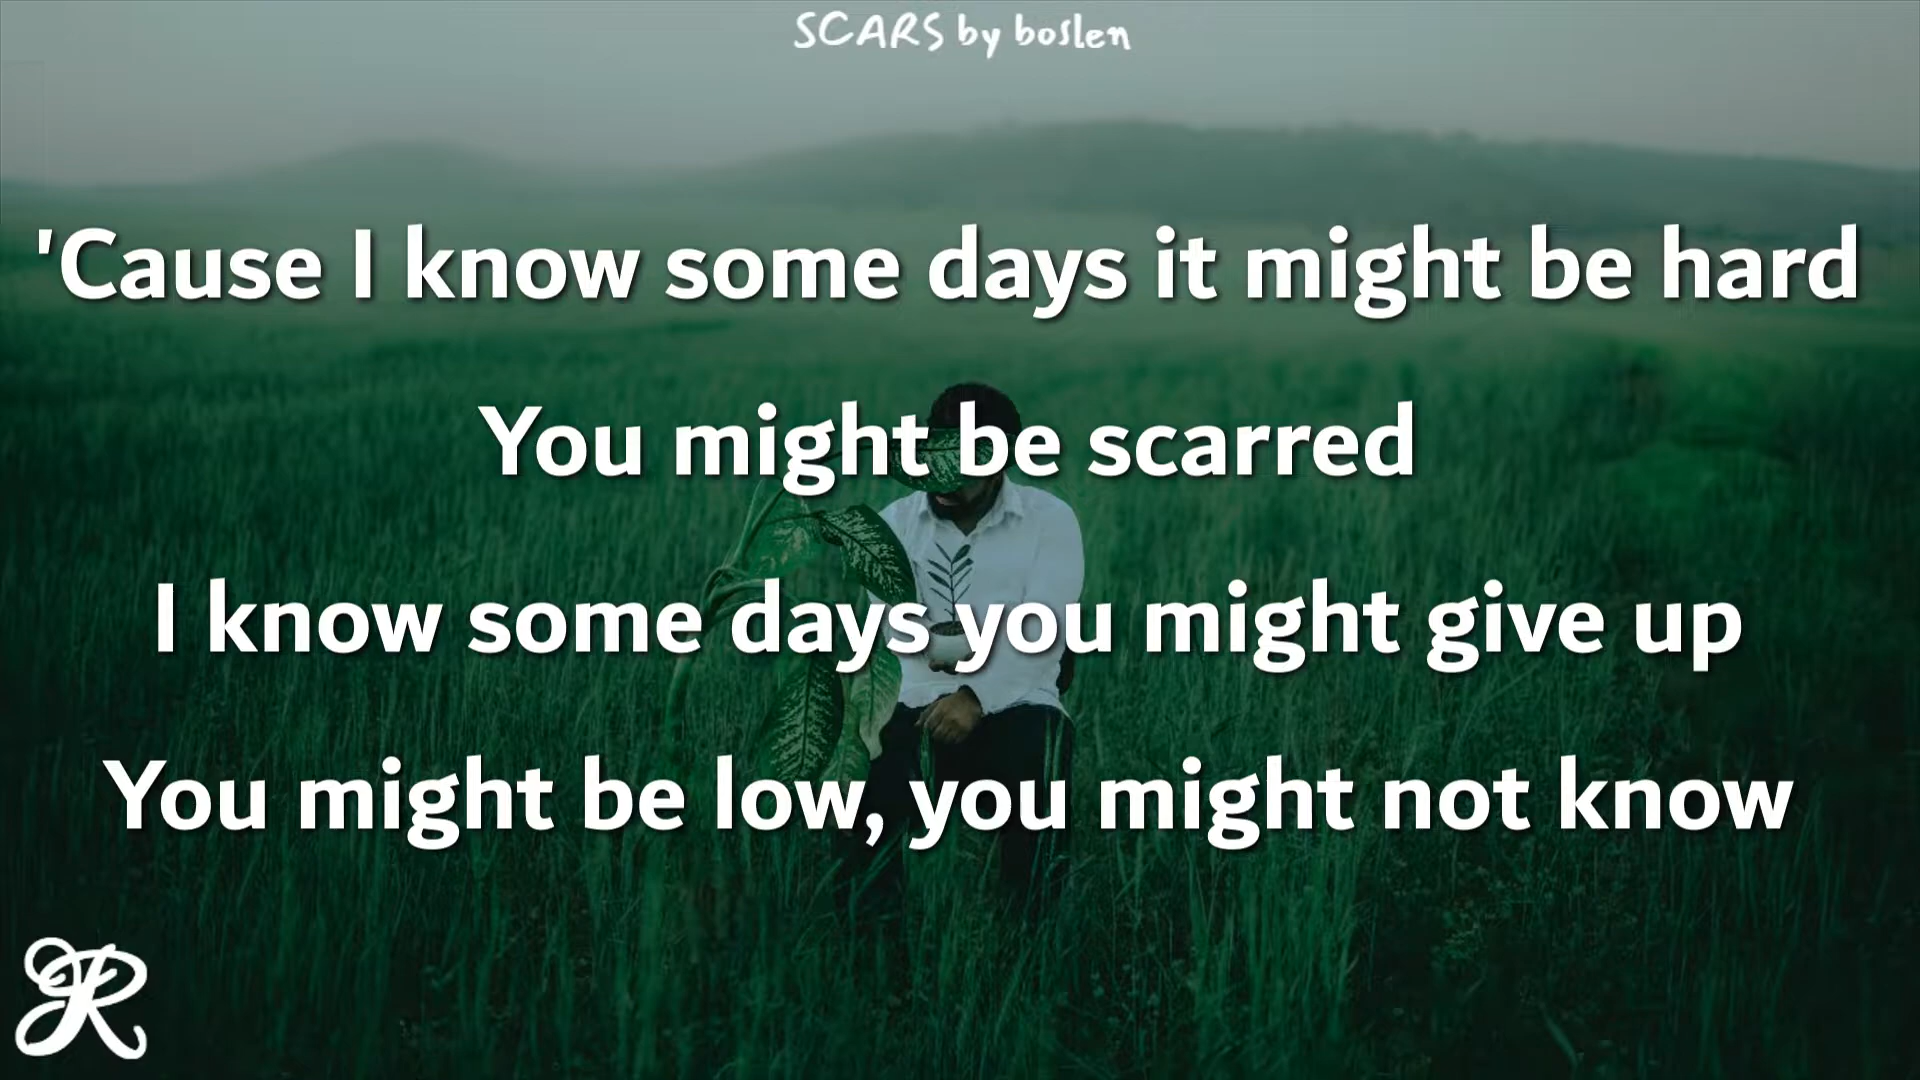 SCARS by boslen
'Cause I know some days it might be hard
You might be scarred
I know some days you might give up
You might be low, you might not know
R